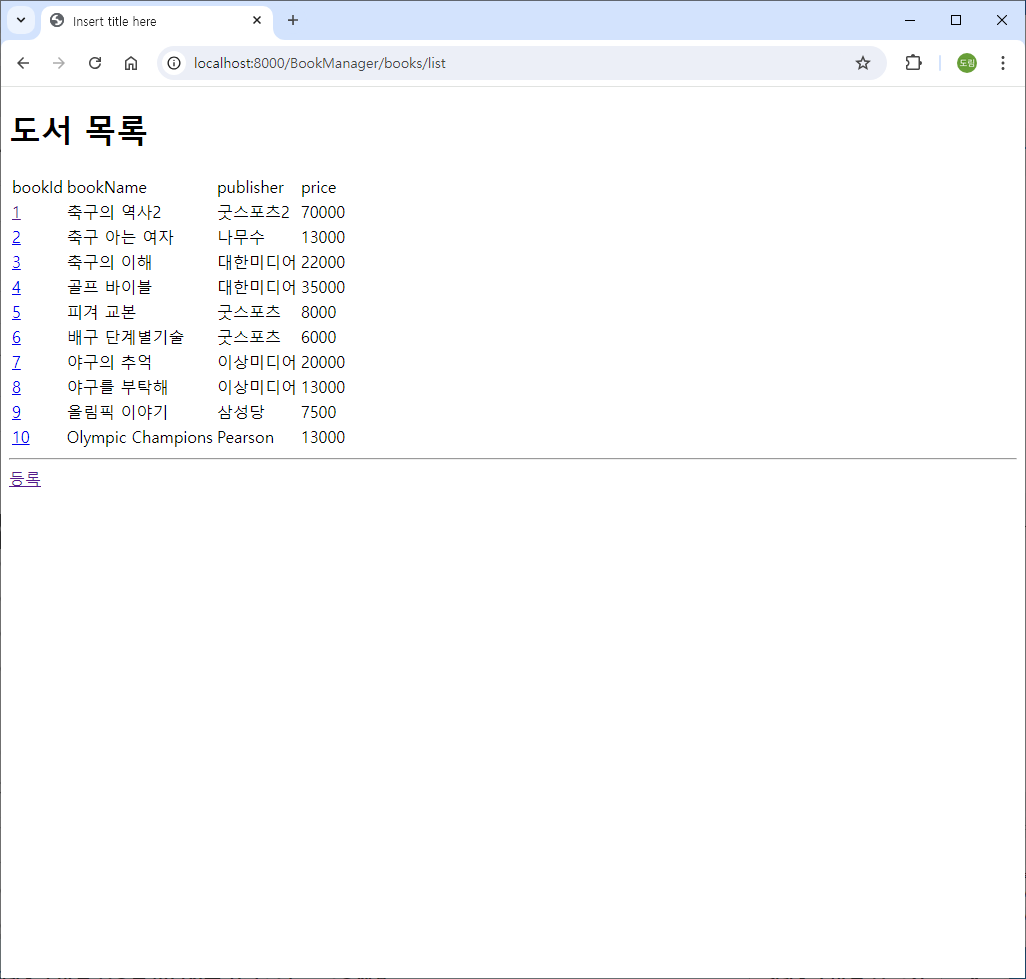 Insert title here
localhost:8000/BookManager/books/list
도림
도서 목록
bookId bookName publisher price
1 축구의 역사2 굿스포츠2 70000
2 축구 아는 여자 나무수 13000
3 축구의 이해 대한미디어 22000
4 골프 바이블 대한미디어 35000
5 피겨 교본 굿스포츠 8000
6 배구 단계별기술 굿스포츠 6000
7 야구의 추억 이상미디어 20000
8 야구를 부탁해 이상미디어 13000
9 올림픽 이야기 삼성당 7500
10 Olympic Champions Pearson 13000
등록